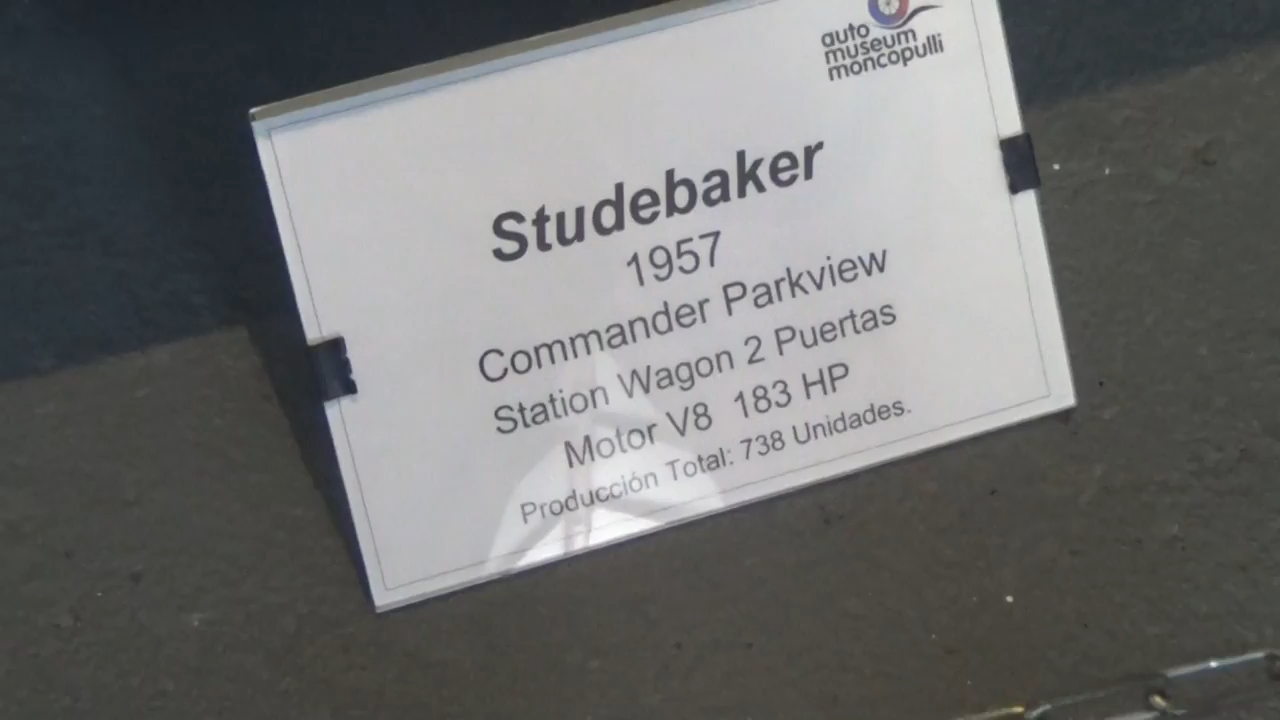 auto
museum
moncopulli
Studebaker
1957
Commander Parkview
Station Wagon 2 Puertas
Motor V8 183 HP
Producción Total: 738 Unidades.